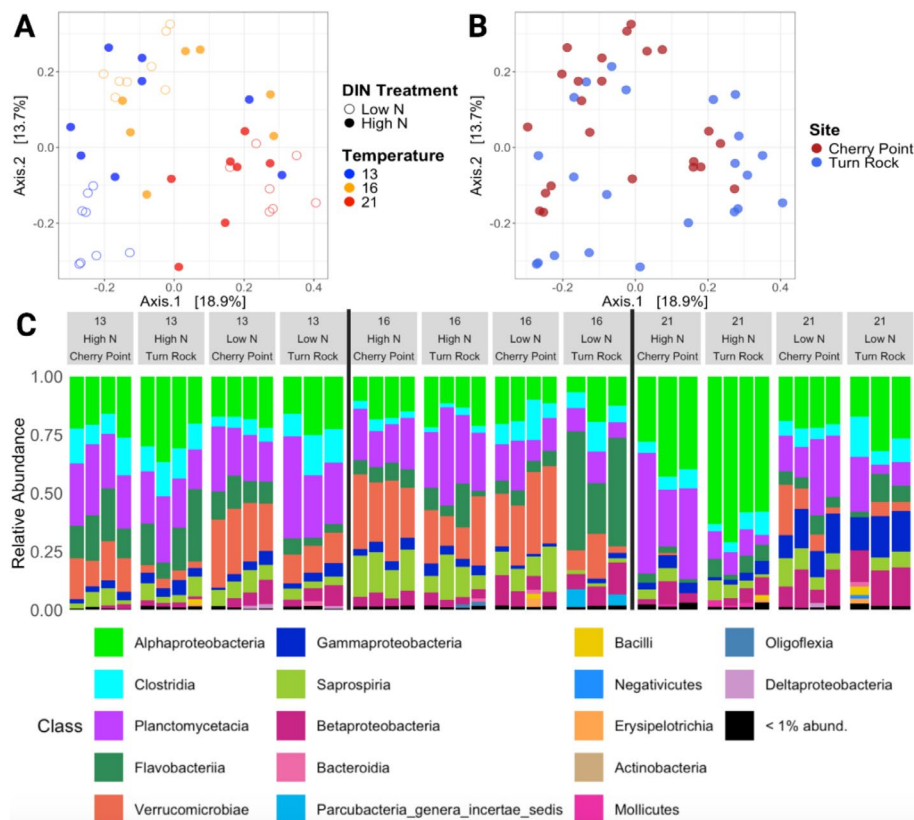 A
Axis.2 [13.7%]
0.2
0.0
-0.2
-0.2
0.0
0.2
0.4
Axis.1 [18.9%]
DIN Treatment
Low N
High N
Temperature
13
16
21
B
Axis.2 [13.7%]
0.2
0.0
-0.2
-0.2
0.0
0.2
0.4
Axis.1 [18.9%]
Site
Cherry Point
Turn Rock
C
13 13 13 13 16 16 16 16 21 21 21 21
High N High N Low N Low N High N High N Low N Low N High N High N Low N Low N
Cherry Point Turn Rock Cherry Point Turn Rock Cherry Point Turn Rock Cherry Point Turn Rock Cherry Point Turn Rock Cherry Point Turn Rock
Relative Abundance
1.00
0.75
0.50
0.25
0.00
Class
Alphaproteobacteria
Clostridia
Planctomycetacia
Flavobacteriia
Verrucomicrobiae
Gammaproteobacteria
Saprospiria
Betaproteobacteria
Bacteroidia
Parcubacteria_genera_incertae_sedis
Bacilli
Negativicutes
Erysipelotrichia
Actinobacteria
Mollicutes
Oligoflexia
Deltaproteobacteria
< 1% abund.